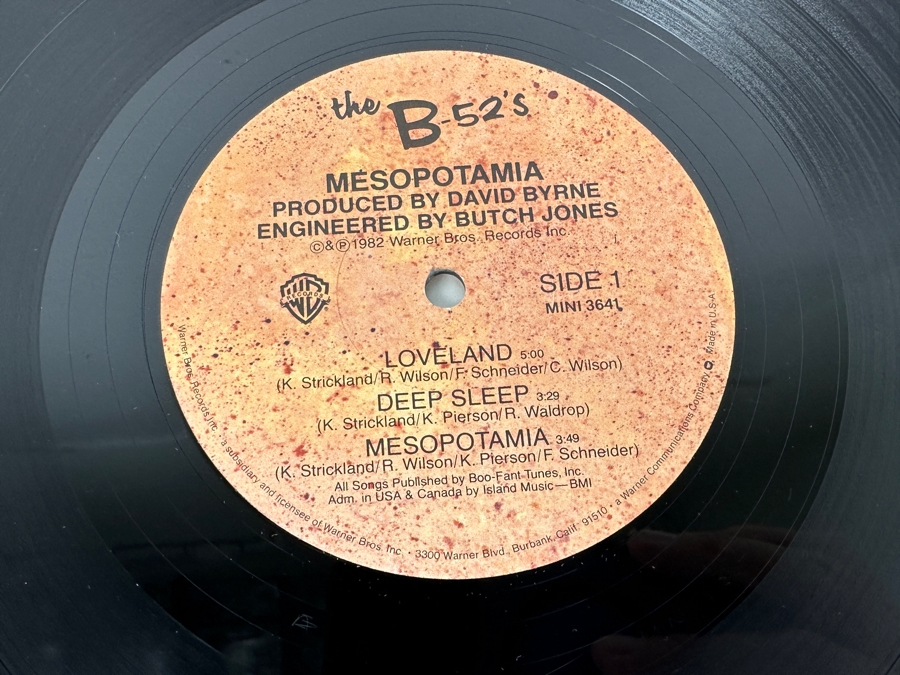 the B-52's
MESOPOTAMIA
PRODUCED BY DAVID BYRNE
ENGINEERED BY BUTCH JONES
©&℗1982 Warner Bros. Records Inc.
RECORDS
SIDE 1
MINI 3641
LOVELAND 5:00
(K. Strickland/R. Wilson/F. Schneider/C. Wilson)
DEEP SLEEP 3:29
(K. Strickland/K. Pierson/R. Waldrop)
MESOPOTAMIA 3:49
(K. Strickland/R. Wilson/K. Pierson/F. Schneider)
All Songs Published by Boo-Fant-Tunes, Inc.
Adm. in USA & Canada by Island Music—BMI
Warner Bros. Records Inc. · a subsidiary and licensee of Warner Bros. Inc. · 3300 Warner Blvd., Burbank, Calif. 91510 · a Warner Communications Company Made in U.S.A.